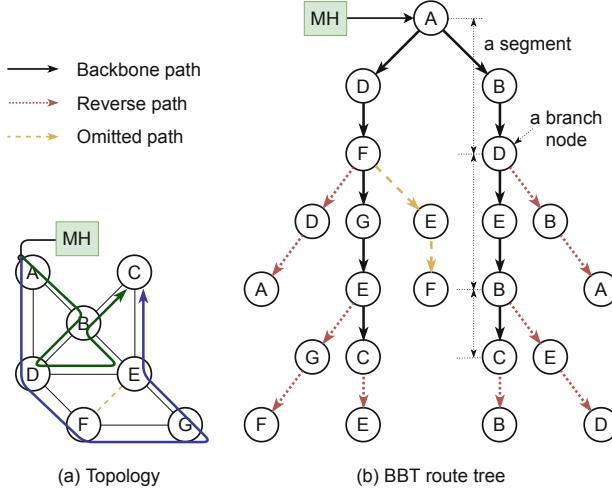 MH
A
a segment
Backbone path
D
B
Reverse path
a branch
node
Omitted path
F
D
D
G
E
E
B
MH
A
C
A
E
F
B
A
B
D
E
G
C
C
E
F
G
F
E
B
D
(a) Topology
(b) BBT route tree